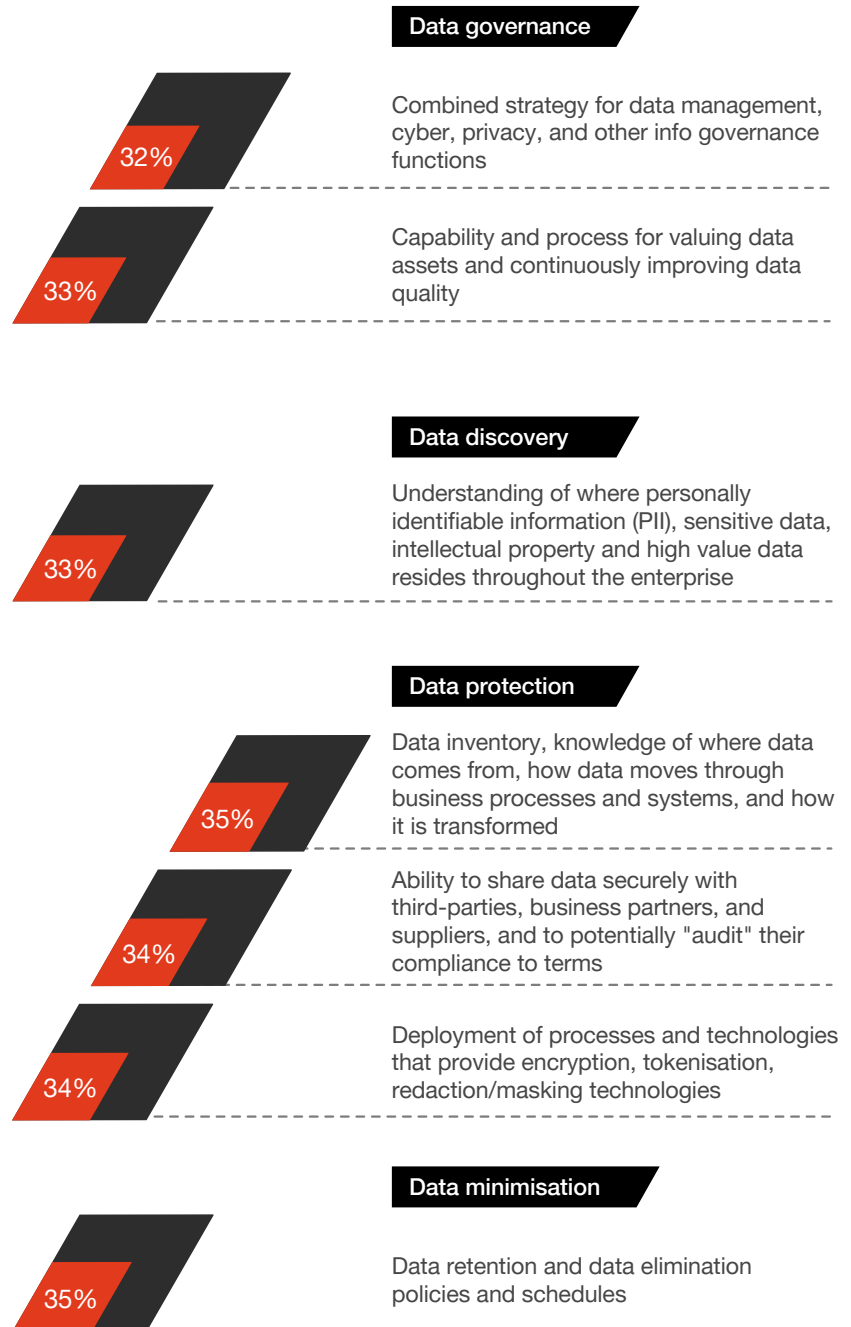 Data governance
32%
Combined strategy for data management,
cyber, privacy, and other info governance
functions
33%
Capability and process for valuing data
assets and continuously improving data
quality
Data discovery
33%
Understanding of where personally
identifiable information (PII), sensitive data,
intellectual property and high value data
resides throughout the enterprise
Data protection
35%
Data inventory, knowledge of where data
comes from, how data moves through
business processes and systems, and how
it is transformed
34%
Ability to share data securely with
third-parties, business partners, and
suppliers, and to potentially "audit" their
compliance to terms
34%
Deployment of processes and technologies
that provide encryption, tokenisation,
redaction/masking technologies
Data minimisation
35%
Data retention and data elimination
policies and schedules